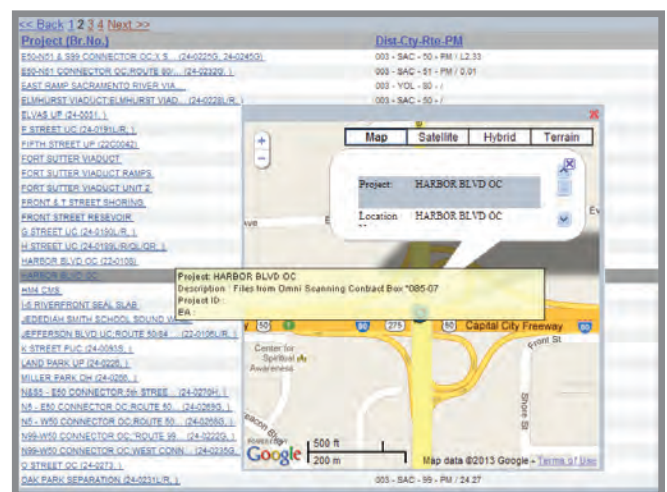 << Back 1 2 3 4 Next >>
Project (Br.No.) Dist-Cty-Rte-PM
E50-N51 & S99 CONNECTOR OC:X S... (24-0225G, 24-0245G) 003 - SAC - 50 - PM / L2.33
E50-N51 CONNECTOR OC:ROUTE 80/... (24-0232G, ) 003 - SAC - 51 - PM / 0.01
EAST RAMP SACRAMENTO RIVER VIA... 003 - YOL - 80 - /
ELMHURST VIADUCT:ELMHURST VIAD... (24-0228L/R, ) 003 - SAC - 50 - /
ELVAS UP (24-0031, )
F STREET UC (24-0191L/R, )
FIFTH STREET UP (22C0042)
FORT SUTTER VIADUCT
FORT SUTTER VIADUCT RAMPS
FORT SUTTER VIADUCT UNIT 2
FRONT & T STREET SHORING
FRONT STREET RESEVOIR
G STREET UC (24-0190L/R, )
H STREET UC (24-0189L/R/QL/QR, )
HARBOR BLVD OC (22-0108)
HARBOR BLVD OC
HM4 CMS
I-5 RIVERFRONT SEAL SLAB
JEDEDIAH SMITH SCHOOL SOUND W
JEFFERSON BLVD UC:ROUTE 50/84 ... (22-0106L/R, )
K STREET PUC (24-0093S, )
LAND PARK UP (24-0226, )
MILLER PARK OH (24-0266, )
N&S5 - E50 CONNECTOR 5th STREE... (24-0270H, )
N5 - E50 CONNECTOR OC:ROUTE 50... (24-0269G, )
N5 - W50 CONNECTOR OC:ROUTE 50... (24-0268G, )
N99-W50 CONNECTOR OC:"ROUTE 99... (24-0222G, )
N99-W50 CONNECTOR OC:WEST CONN... (24-0235G,
O STREET OC (24-0273, )
OAK PARK SEPARATION (24-0231L/R, ) 003 - SAC - 99 - PM / 24.27
Map Satellite Hybrid Terrain
Project: HARBOR BLVD OC
Location HARBOR BLVD OC
Project: HARBOR BLVD OC
Description : Files from Omni Scanning Contract Box "085-07
Project ID :
EA :
50 275 50 Capital City Freeway 50
Center for
Spiritual
Awareness
Front St
Shore St
POWERED BY
Google
500 ft
200 m
Map data ©2013 Google - Terms of Use